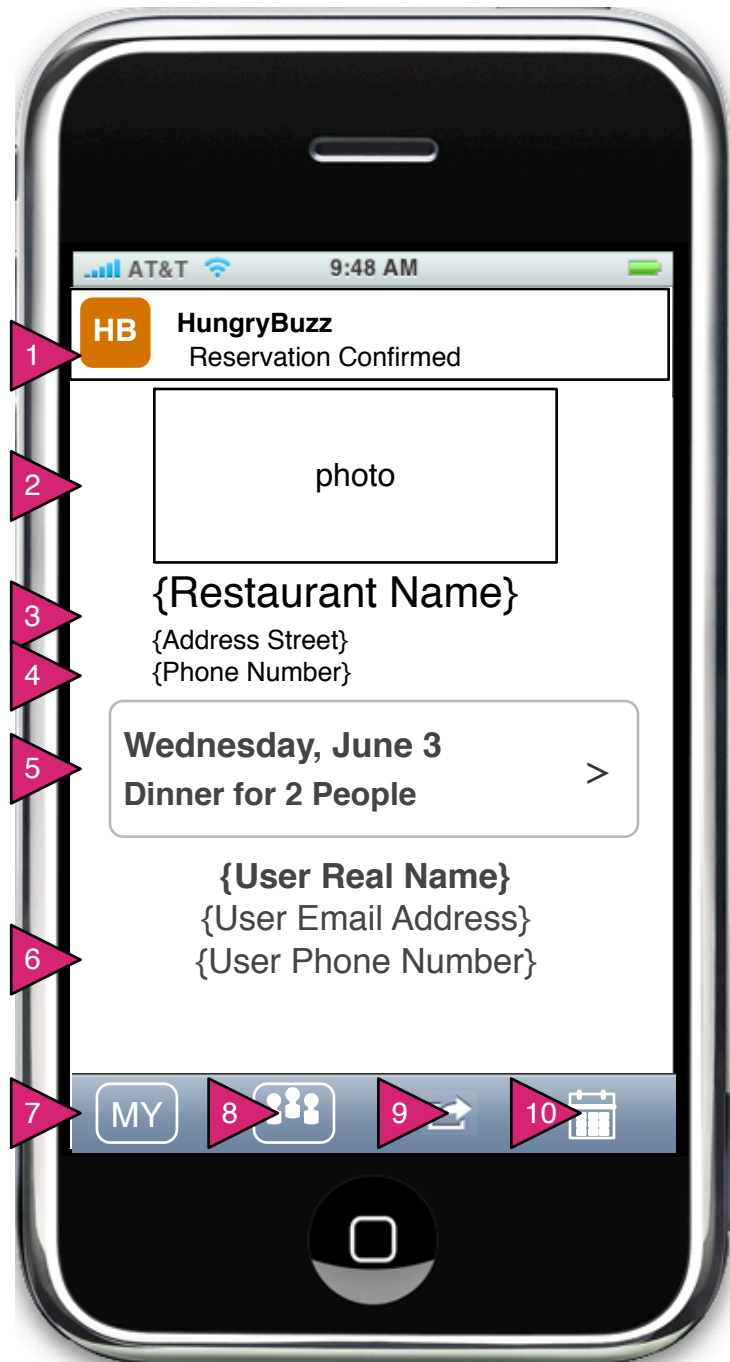 AT&T 9:48 AM
HB HungryBuzz
1 Reservation Confirmed
2 photo
3 {Restaurant Name}
{Address Street}
4 {Phone Number}
Wednesday, June 3
5 >
Dinner for 2 People
{User Real Name}
{User Email Address}
6 {User Phone Number}
7 MY 8 9 10